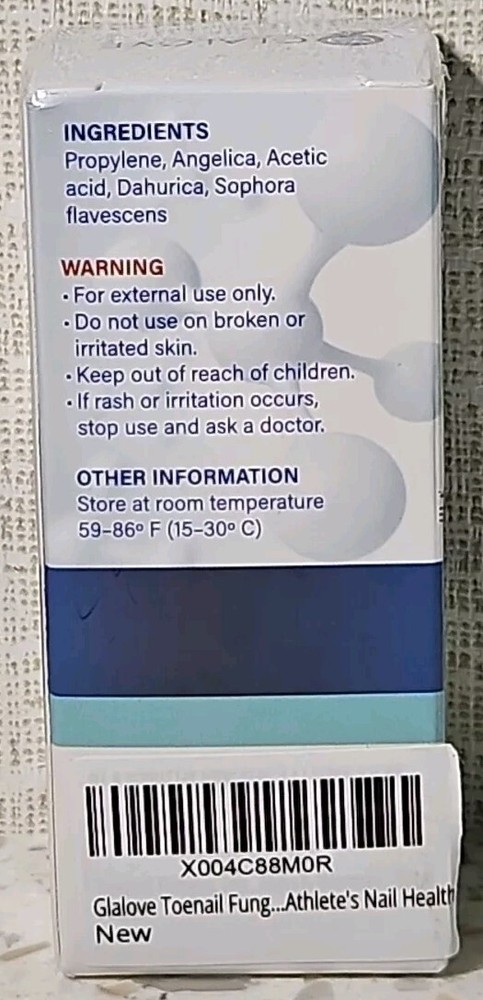 INGREDIENTS
Propylene, Angelica, Acetic
acid, Dahurica, Sophora
flavescens
WARNING
• For external use only.
• Do not use on broken or
irritated skin.
• Keep out of reach of children.
• If rash or irritation occurs,
stop use and ask a doctor.
OTHER INFORMATION
Store at room temperature
59-86º F (15-30º C)
X004C88M0R
Glalove Toenail Fung...Athlete's Nail Health
New